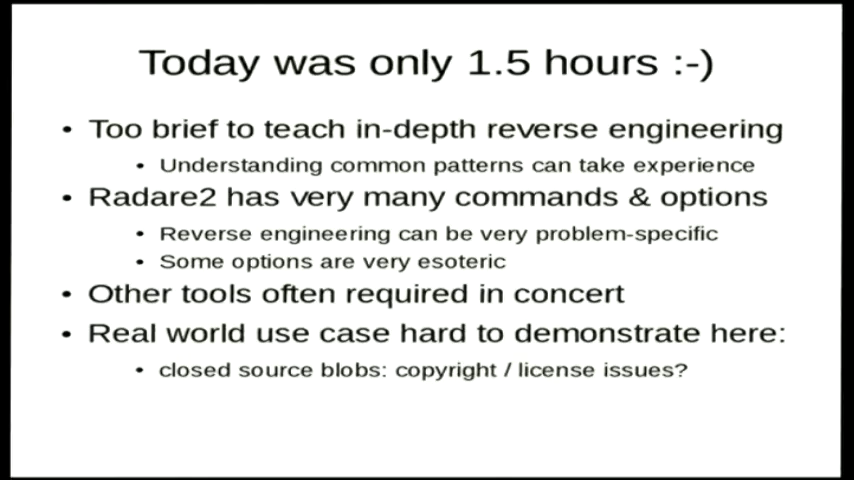 Today was only 1.5 hours :-)
• Too brief to teach in-depth reverse engineering
• Understanding common patterns can take experience
• Radare2 has very many commands & options
• Reverse engineering can be very problem-specific
• Some options are very esoteric
• Other tools often required in concert
• Real world use case hard to demonstrate here:
• closed source blobs: copyright / license issues?